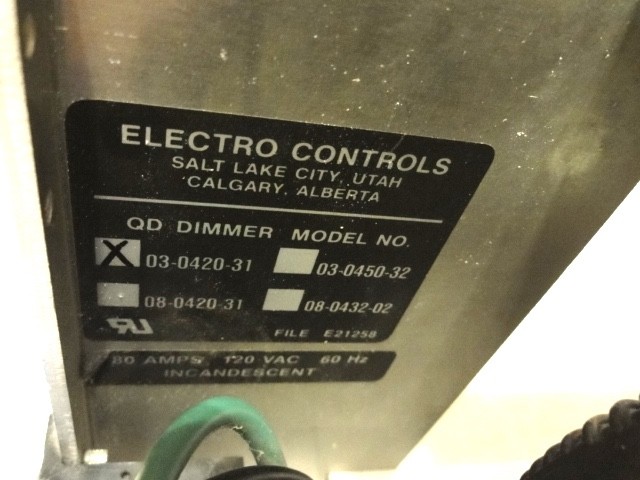 ELECTRO CONTROLS
SALT LAKE CITY, UTAH
CALGARY, ALBERTA
QD DIMMER MODEL NO.
X 03-0420-31 03-0450-32
08-0420-31 08-0432-02
RU FILE E21258
80 AMPS 120 VAC 60 Hz
INCANDESCENT